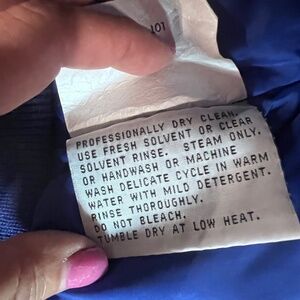 101
PROFESSIONALLY DRY CLEAN.
USE FRESH SOLVENT OR CLEAR
SOLVENT RINSE. STEAM ONLY.
OR HANDWASH OR MACHINE
WASH DELICATE CYCLE IN WARM
WATER WITH MILD DETERGENT.
RINSE THOROUGHLY.
DO NOT BLEACH.
TUMBLE DRY AT LOW HEAT.